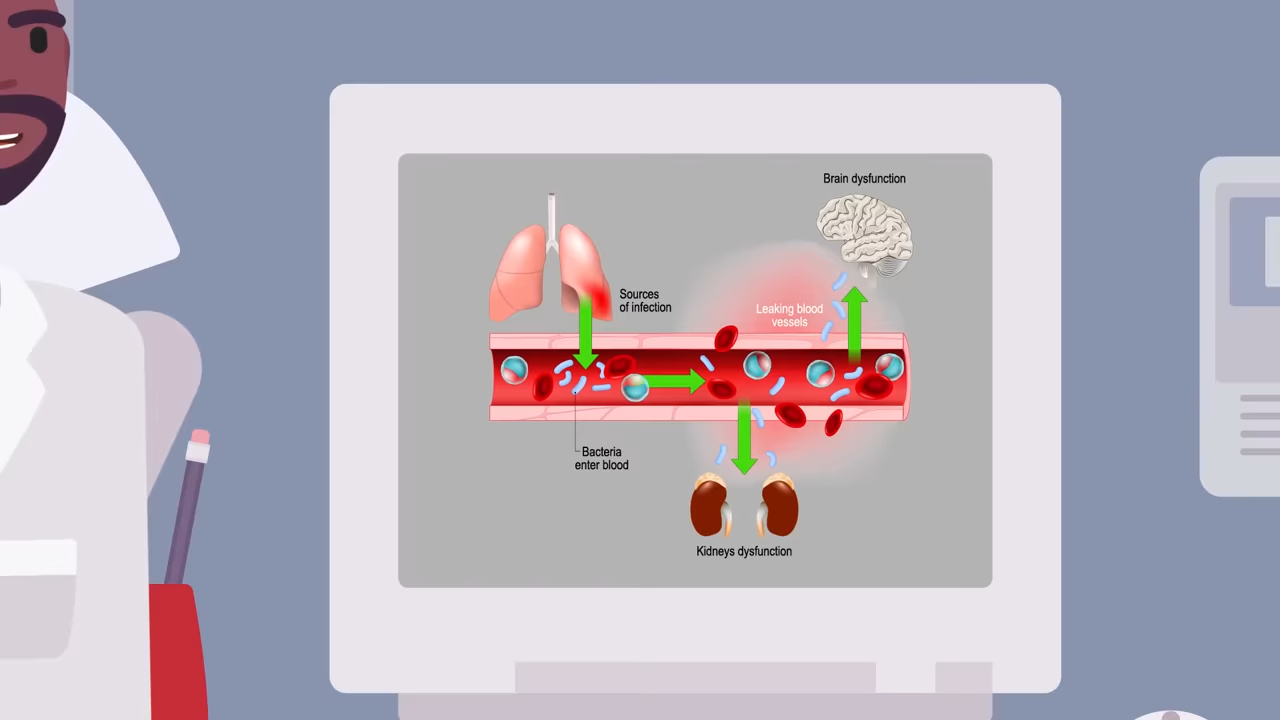 Brain dysfunction
Sources
of infection
Leaking blood
vessels
Bacteria
enter blood
Kidneys dysfunction